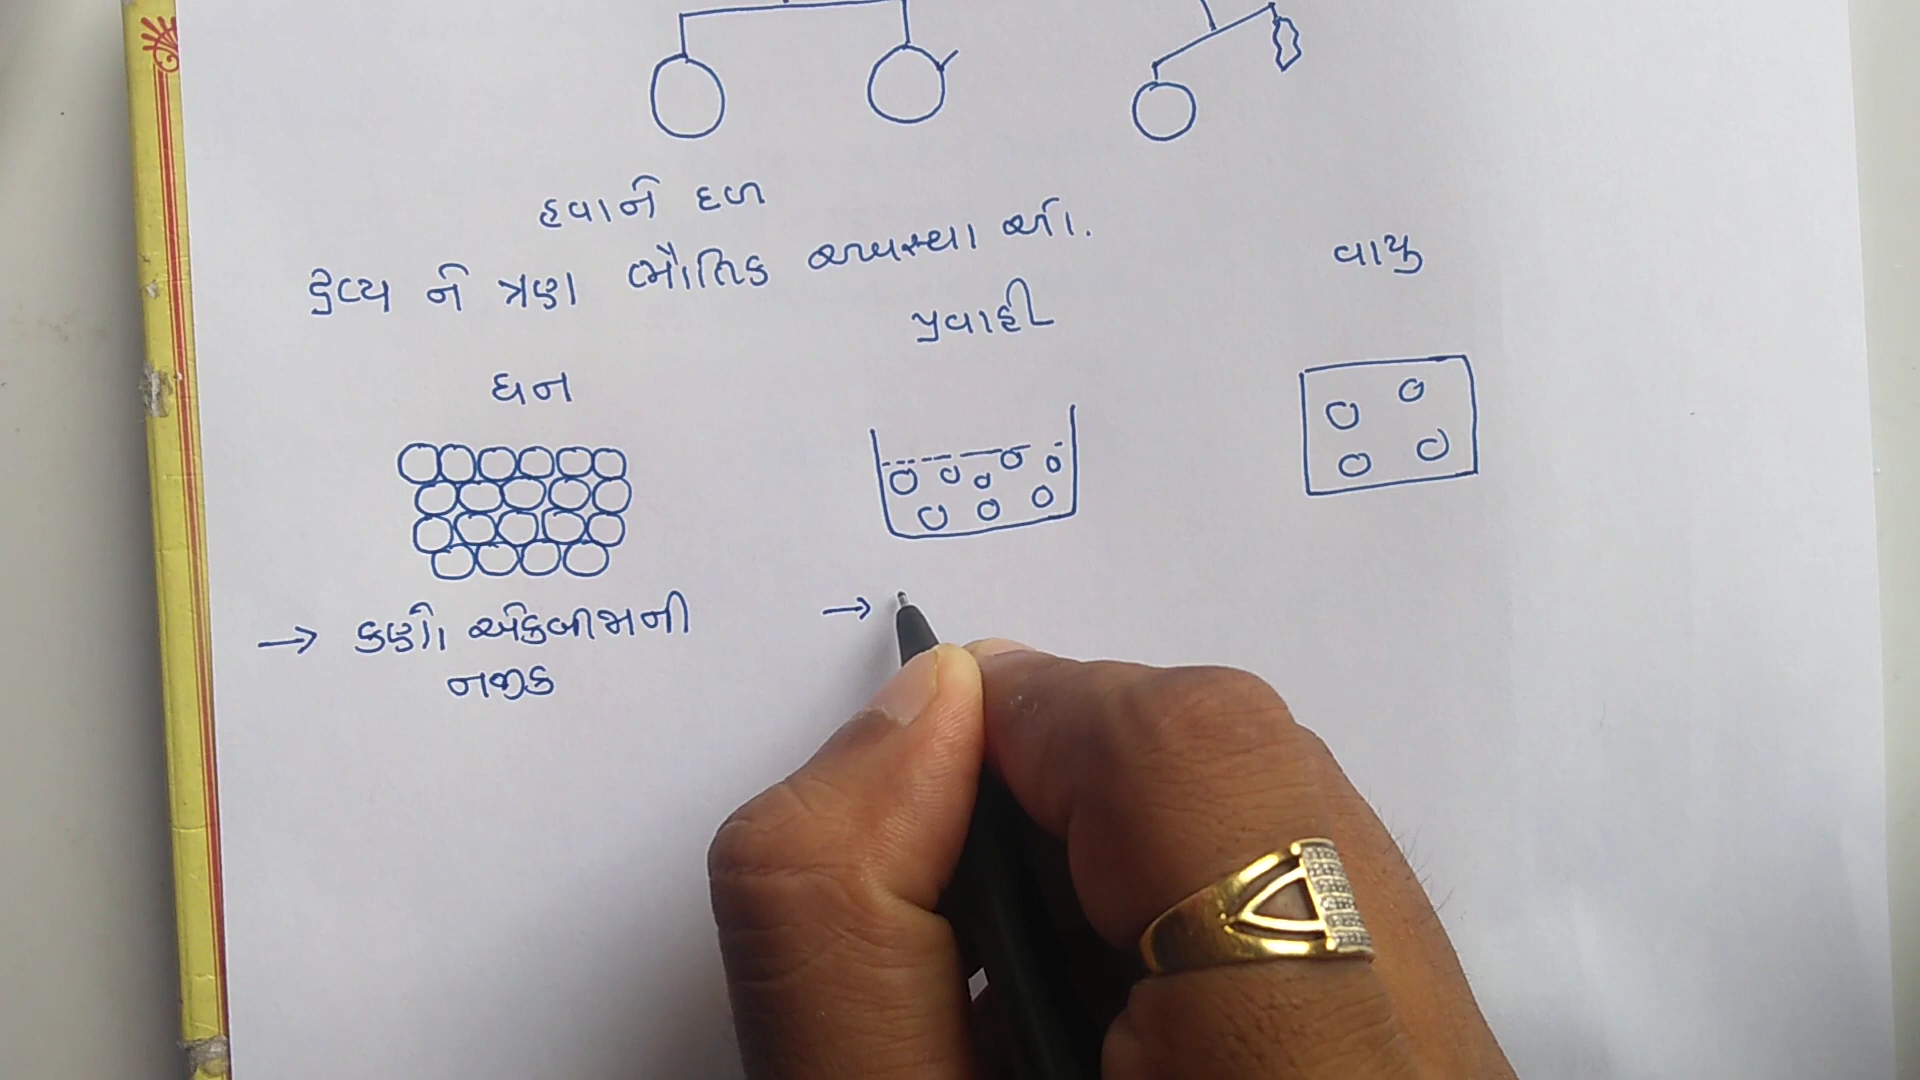 હવાને દળ
દ્રવ્ય ને ત્રણ ભૌતિક અવસ્થા ઓ.
વાયુ
પ્રવાહી
ઘન
→ કણો એકબીજાની
નજીક
→